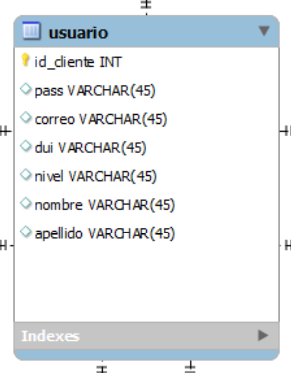 usuario
id_cliente INT
pass VARCHAR(45)
correo VARCHAR(45)
dui VARCHAR(45)
nivel VARCHAR(45)
nombre VARCHAR(45)
apellido VARCHAR(45)
Indexes